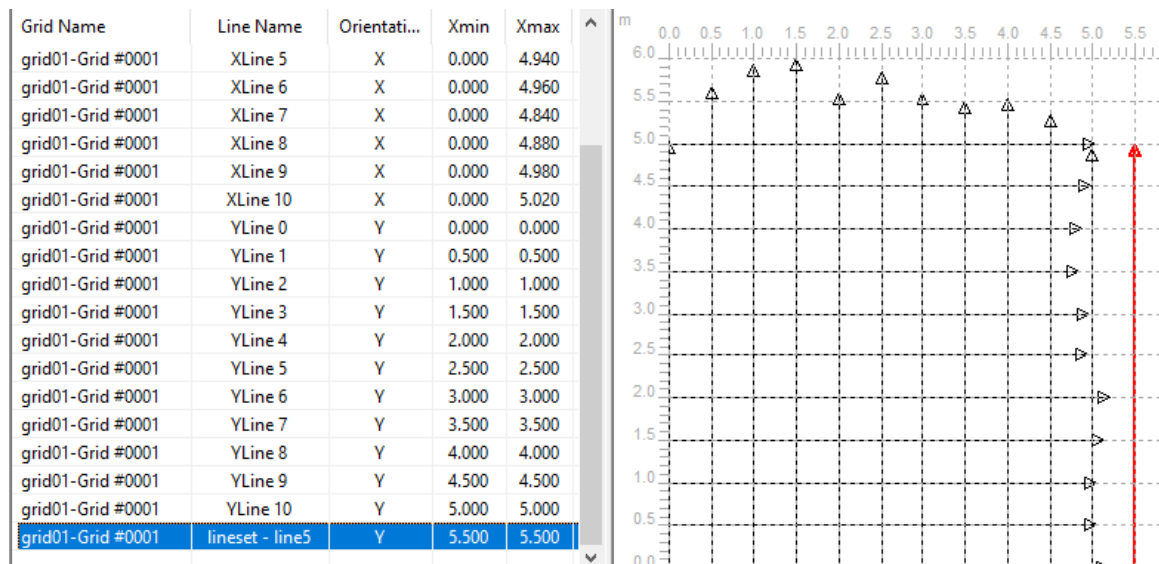 Grid Name Line Name Orientati... Xmin Xmax
grid01-Grid #0001 XLine 5 X 0.000 4.940
grid01-Grid #0001 XLine 6 X 0.000 4.960
grid01-Grid #0001 XLine 7 X 0.000 4.840
grid01-Grid #0001 XLine 8 X 0.000 4.880
grid01-Grid #0001 XLine 9 X 0.000 4.980
grid01-Grid #0001 XLine 10 X 0.000 5.020
grid01-Grid #0001 YLine 0 Y 0.000 0.000
grid01-Grid #0001 YLine 1 Y 0.500 0.500
grid01-Grid #0001 YLine 2 Y 1.000 1.000
grid01-Grid #0001 YLine 3 Y 1.500 1.500
grid01-Grid #0001 YLine 4 Y 2.000 2.000
grid01-Grid #0001 YLine 5 Y 2.500 2.500
grid01-Grid #0001 YLine 6 Y 3.000 3.000
grid01-Grid #0001 YLine 7 Y 3.500 3.500
grid01-Grid #0001 YLine 8 Y 4.000 4.000
grid01-Grid #0001 YLine 9 Y 4.500 4.500
grid01-Grid #0001 YLine 10 Y 5.000 5.000
grid01-Grid #0001 lineset - line5 Y 5.500 5.500
m
0.0 0.5 1.0 1.5 2.0 2.5 3.0 3.5 4.0 4.5 5.0 5.5
6.0
5.5
5.0
4.5
4.0
3.5
3.0
2.5
2.0
1.5
1.0
0.5
0.0